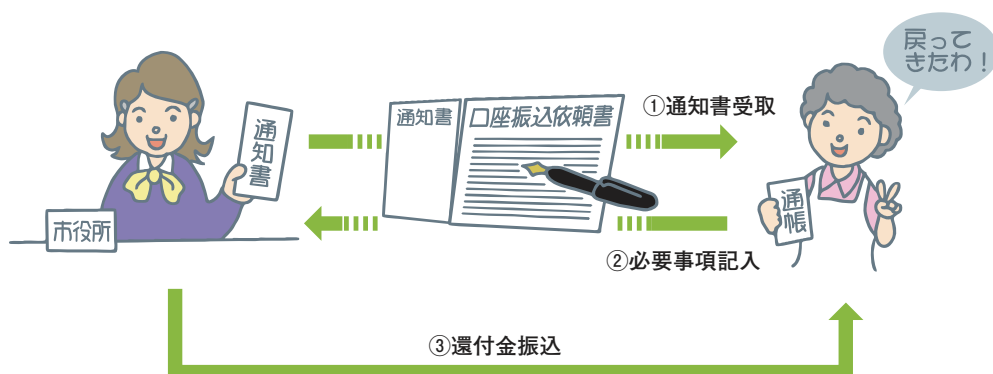 戻って
きたわ！
通知書
口座振込依頼書
①通知書受取
通知書
通帳
市役所
②必要事項記入
③還付金振込